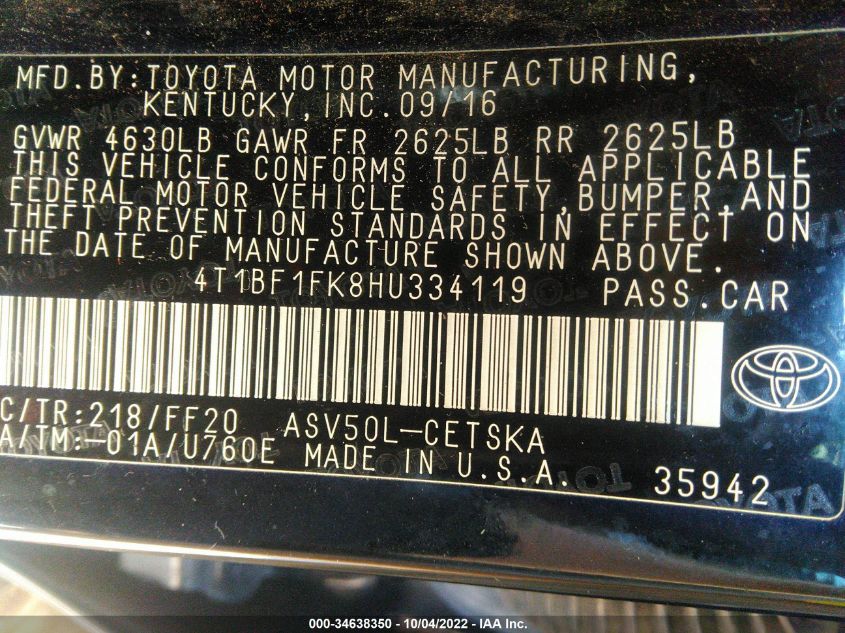 MFD.BY:TOYOTA MOTOR MANUFACTURING,
KENTUCKY,INC.09/16
GVWR 4630LB GAWR FR 2625LB RR 2625LB
THIS VEHICLE CONFORMS TO ALL APPLICABLE
FEDERAL MOTOR VEHICLE SAFETY,BUMPER,AND
THEFT PREVENTION STANDARDS IN EFFECT ON
THE DATE OF MANUFACTURE SHOWN ABOVE.
4T1BF1FK8HU334119 PASS.CAR
C/TR:218/FF20 ASV50L-CETSKA
A/TM:-01A/U760E MADE IN U.S.A. 35942
TOYOTA
000-34638350 - 10/04/2022 - IAA Inc.